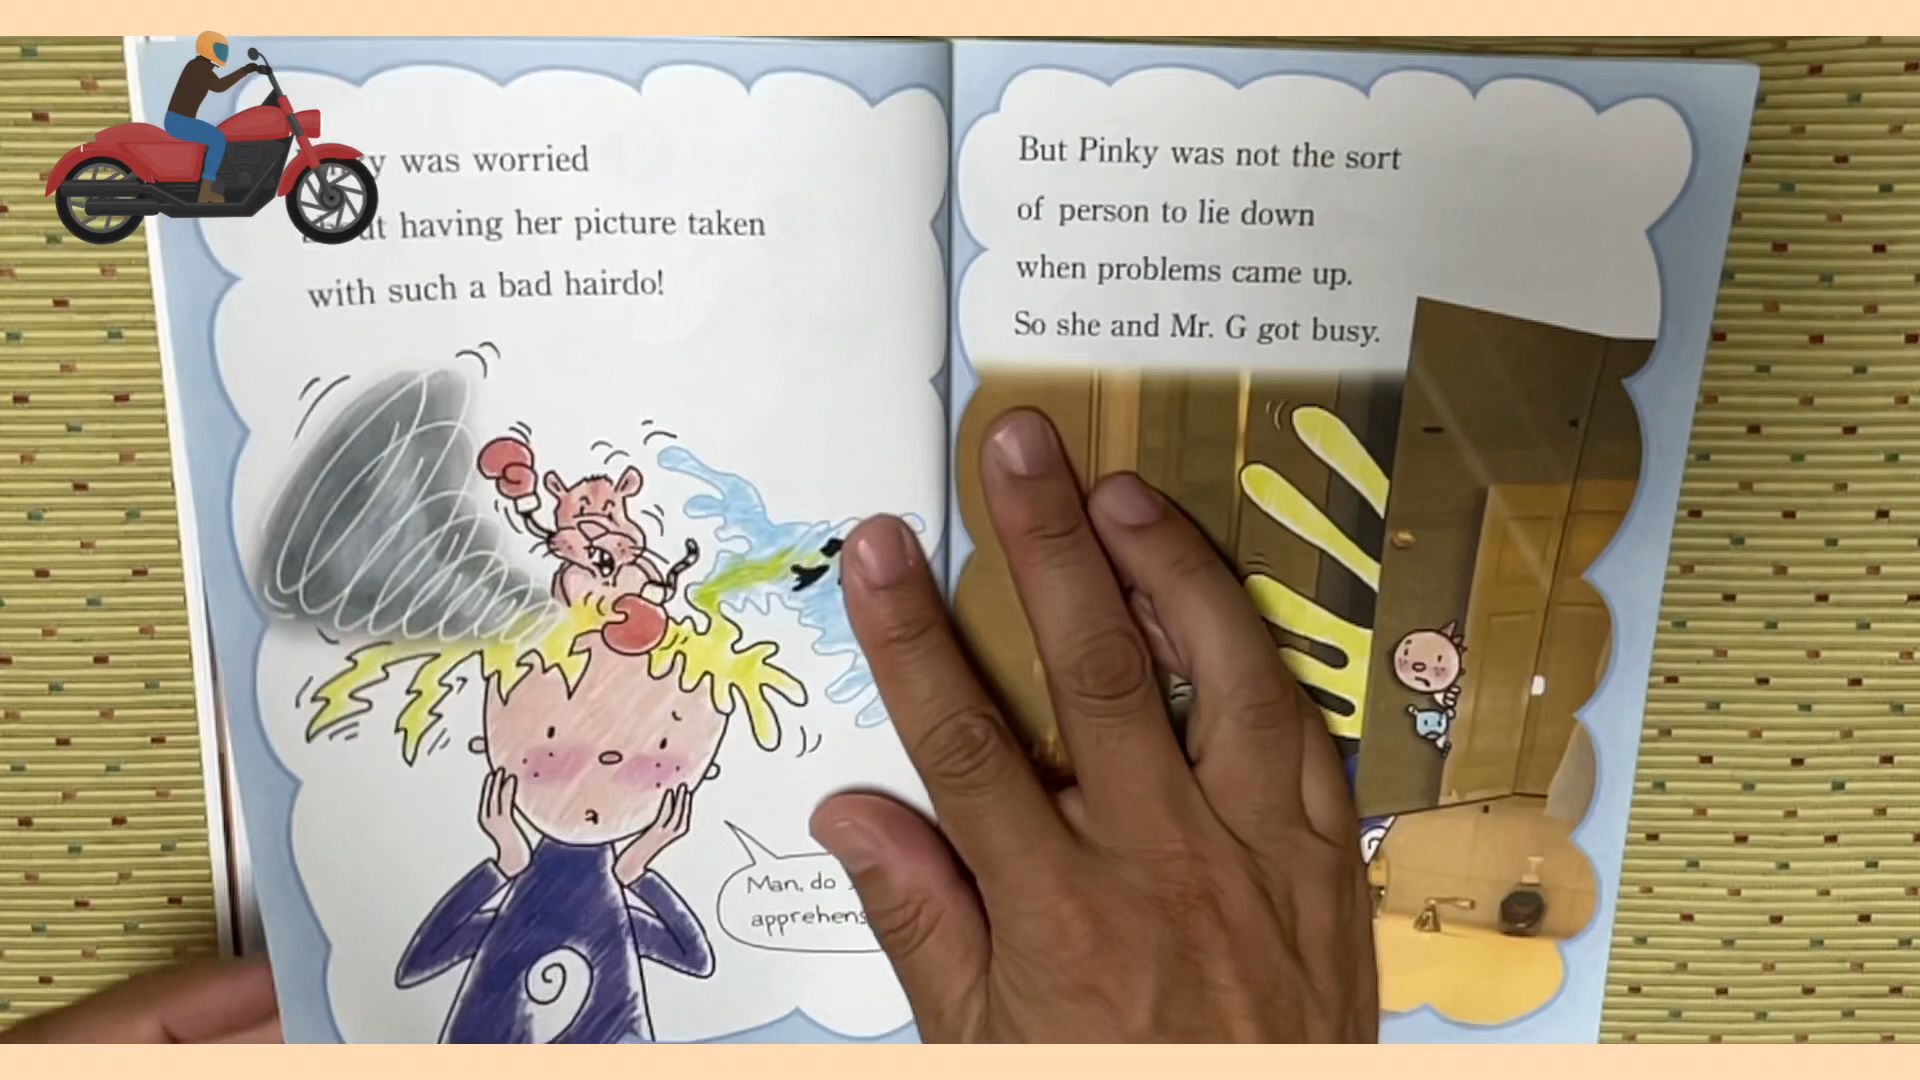 was worried
having her picture taken
with such a bad hairdo!
Man, do
But Pinky was not the sort
of person to lie down
when problems came up.
So she and Mr. G got busy.